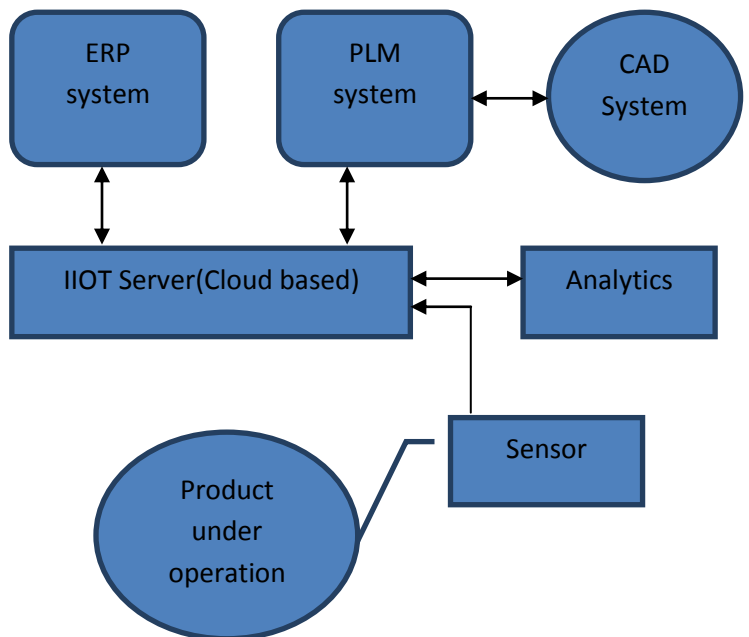 ERP
system
PLM
system
CAD
System
IIOT Server(Cloud based)
Analytics
Sensor
Product
under
operation